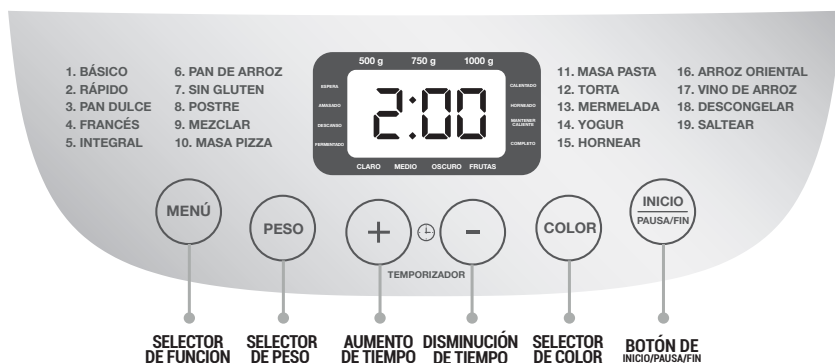 1. BÁSICO
2. RÁPIDO
3. PAN DULCE
4. FRANCÉS
5. INTEGRAL
6. PAN DE ARROZ
7. SIN GLUTEN
8. POSTRE
9. MEZCLAR
10. MASA PIZZA
500 g 750 g 1000 g
ESPERA
AMASADO
DESCANSO
FERMENTADO
2:00
CALENTADO
HORNEADO
MANTENER
CALIENTE
COMPLETO
CLARO MEDIO OSCURO FRUTAS
11. MASA PASTA
12. TORTA
13. MERMELADA
14. YOGUR
15. HORNEAR
16. ARROZ ORIENTAL
17. VINO DE ARROZ
18. DESCONGELAR
19. SALTEAR
MENÚ
PESO
+
-
TEMPORIZADOR
COLOR
INICIO
PAUSA/FIN
SELECTOR
DE FUNCION
SELECTOR
DE PESO
AUMENTO
DE TIEMPO
DISMINUCIÓN
DE TIEMPO
SELECTOR
DE COLOR
BOTÓN DE
INICIO/PAUSA/FIN